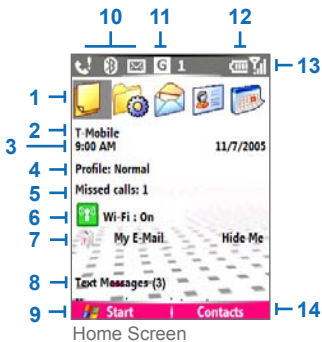 10 11 12
G 1
13
1
2 T-Mobile
3 9:00 AM 11/7/2005
4 Profile: Normal
5 Missed calls: 1
6 Wi-Fi : On
7 My E-Mail Hide Me
8 Text Messages (3)
9 Start Contacts 14
Home Screen